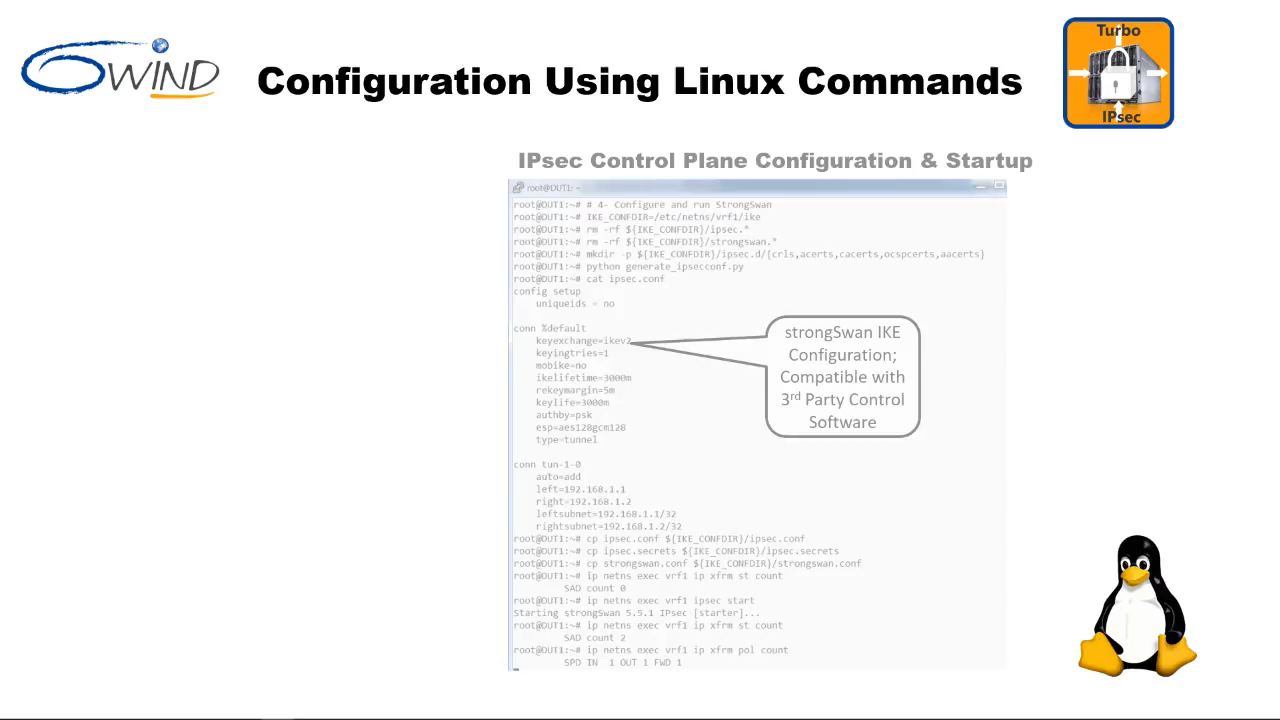 6WIND
Configuration Using Linux Commands
Turbo
IPsec
IPsec Control Plane Configuration & Startup
root@DUT1: ~
root@DUT1:~# # 4- Configure and run StrongSwan
root@DUT1:~# IKE_CONFDIR=/etc/netns/vrf1/ike
root@DUT1:~# rm -rf ${IKE_CONFDIR}/ipsec.*
root@DUT1:~# rm -rf ${IKE_CONFDIR}/strongswan.*
root@DUT1:~# mkdir -p ${IKE_CONFDIR}/ipsec.d/{crls,acerts,cacerts,ocspcerts,aacerts}
root@DUT1:~# python generate_ipsecconf.py
root@DUT1:~# cat ipsec.conf
config setup
uniqueids = no
conn %default
keyexchange=ikev2
keyingtries=1
mobike=no
ikelifetime=3000m
rekeymargin=5m
keylife=3000m
authby=psk
esp=aes128gcm128
type=tunnel
strongSwan IKE
Configuration;
Compatible with
3rd Party Control
Software
conn tun-1-0
auto=add
left=192.168.1.1
right=192.168.1.2
leftsubnet=192.168.1.1/32
rightsubnet=192.168.1.2/32
root@DUT1:~# cp ipsec.conf ${IKE_CONFDIR}/ipsec.conf
root@DUT1:~# cp ipsec.secrets ${IKE_CONFDIR}/ipsec.secrets
root@DUT1:~# cp strongswan.conf ${IKE_CONFDIR}/strongswan.conf
root@DUT1:~# ip netns exec vrf1 ip xfrm st count
SAD count 0
root@DUT1:~# ip netns exec vrf1 ipsec start
Starting strongSwan 5.5.1 IPsec [starter]...
root@DUT1:~# ip netns exec vrf1 ip xfrm st count
SAD count 2
root@DUT1:~# ip netns exec vrf1 ip xfrm pol count
SPD IN 1 OUT 1 FWD 1